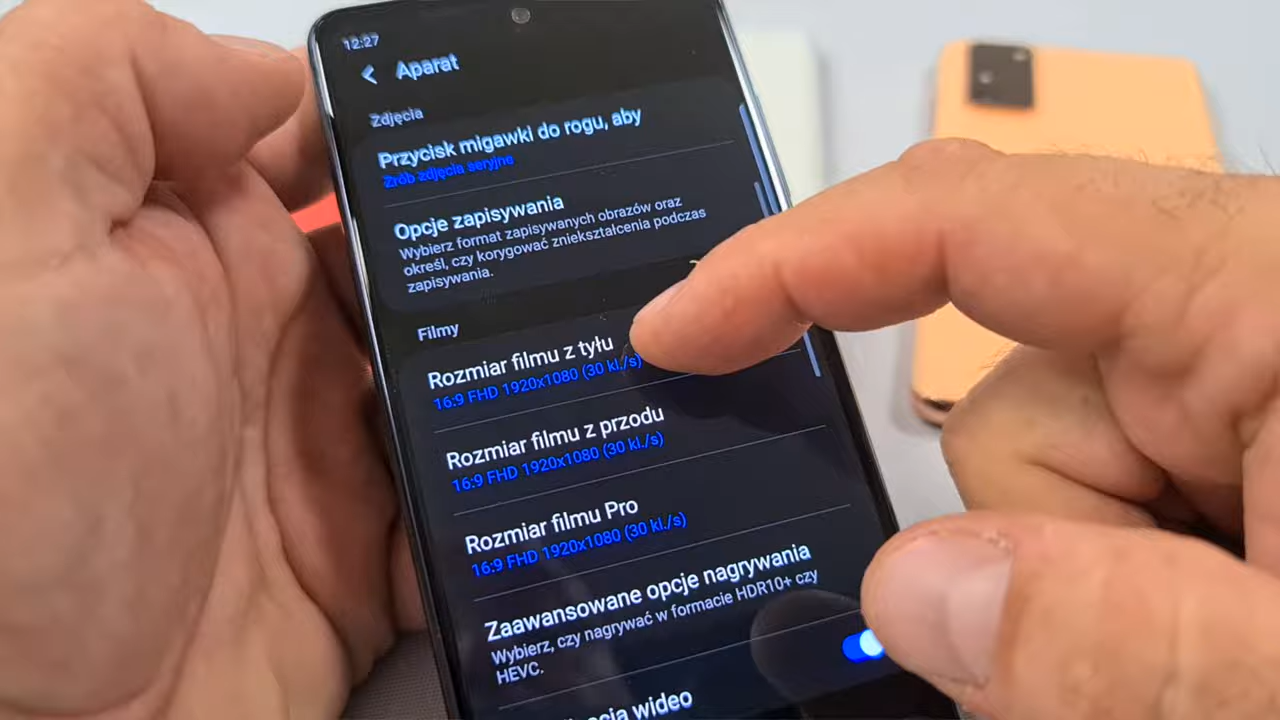 12:27
Aparat
Zdjęcia
Przycisk migawki do rogu, aby
Zrób zdjęcia seryjne
Opcje zapisywania
Wybierz format zapisywanych obrazów oraz
określ, czy korygować zniekształcenia podczas
zapisywania.
Filmy
Rozmiar filmu z tyłu
16:9 FHD 1920x1080 (30 kl./s)
Rozmiar filmu z przodu
16:9 FHD 1920x1080 (30 kl./s)
Rozmiar filmu Pro
16:9 FHD 1920x1080 (30 kl./s)
Zaawansowane opcje nagrywania
Wybierz, czy nagrywać w formacie HDR10+ czy
HEVC.
wideo